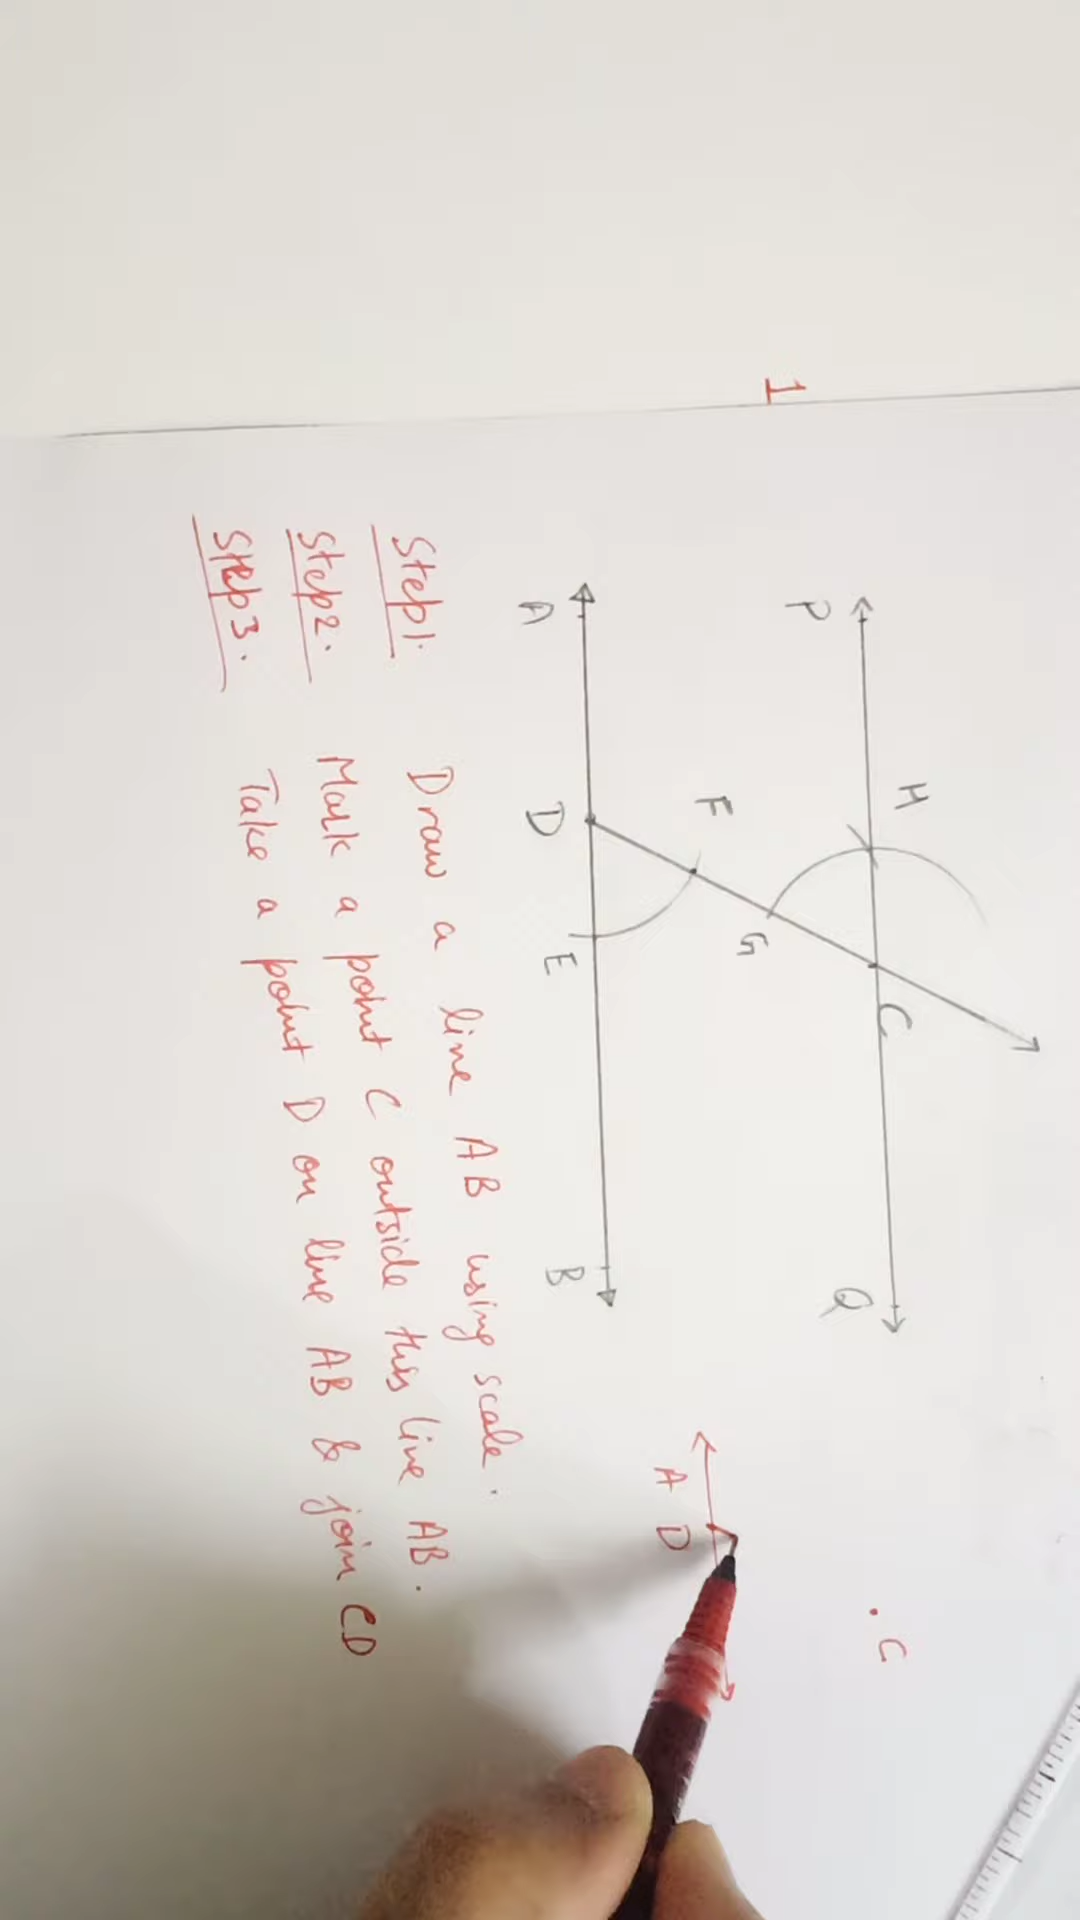 1
P H C Q
F G
A D E B
.C
A D
Step1: Draw a line AB using scale.
Step2: Mark a point C outside this line AB.
Step3. Take a point D on line AB & join CD